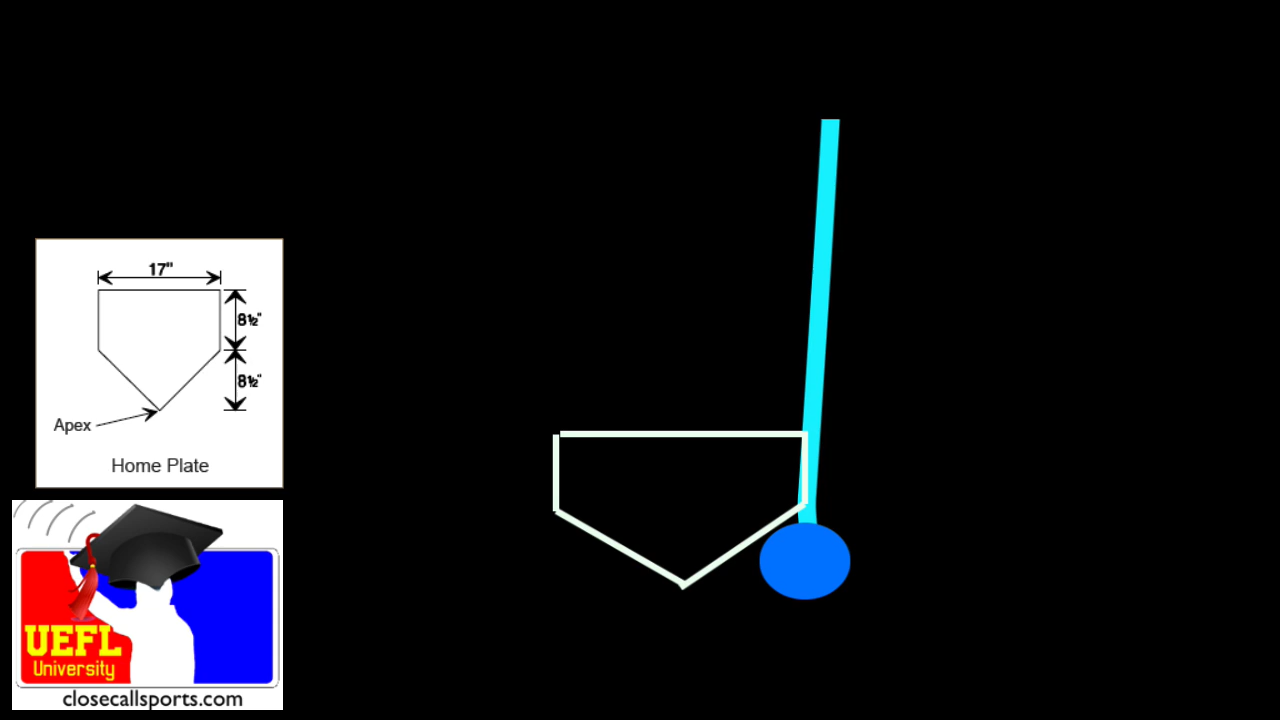 17"
8½"
8½"
Apex
Home Plate
UEFL
University
closecallsports.com